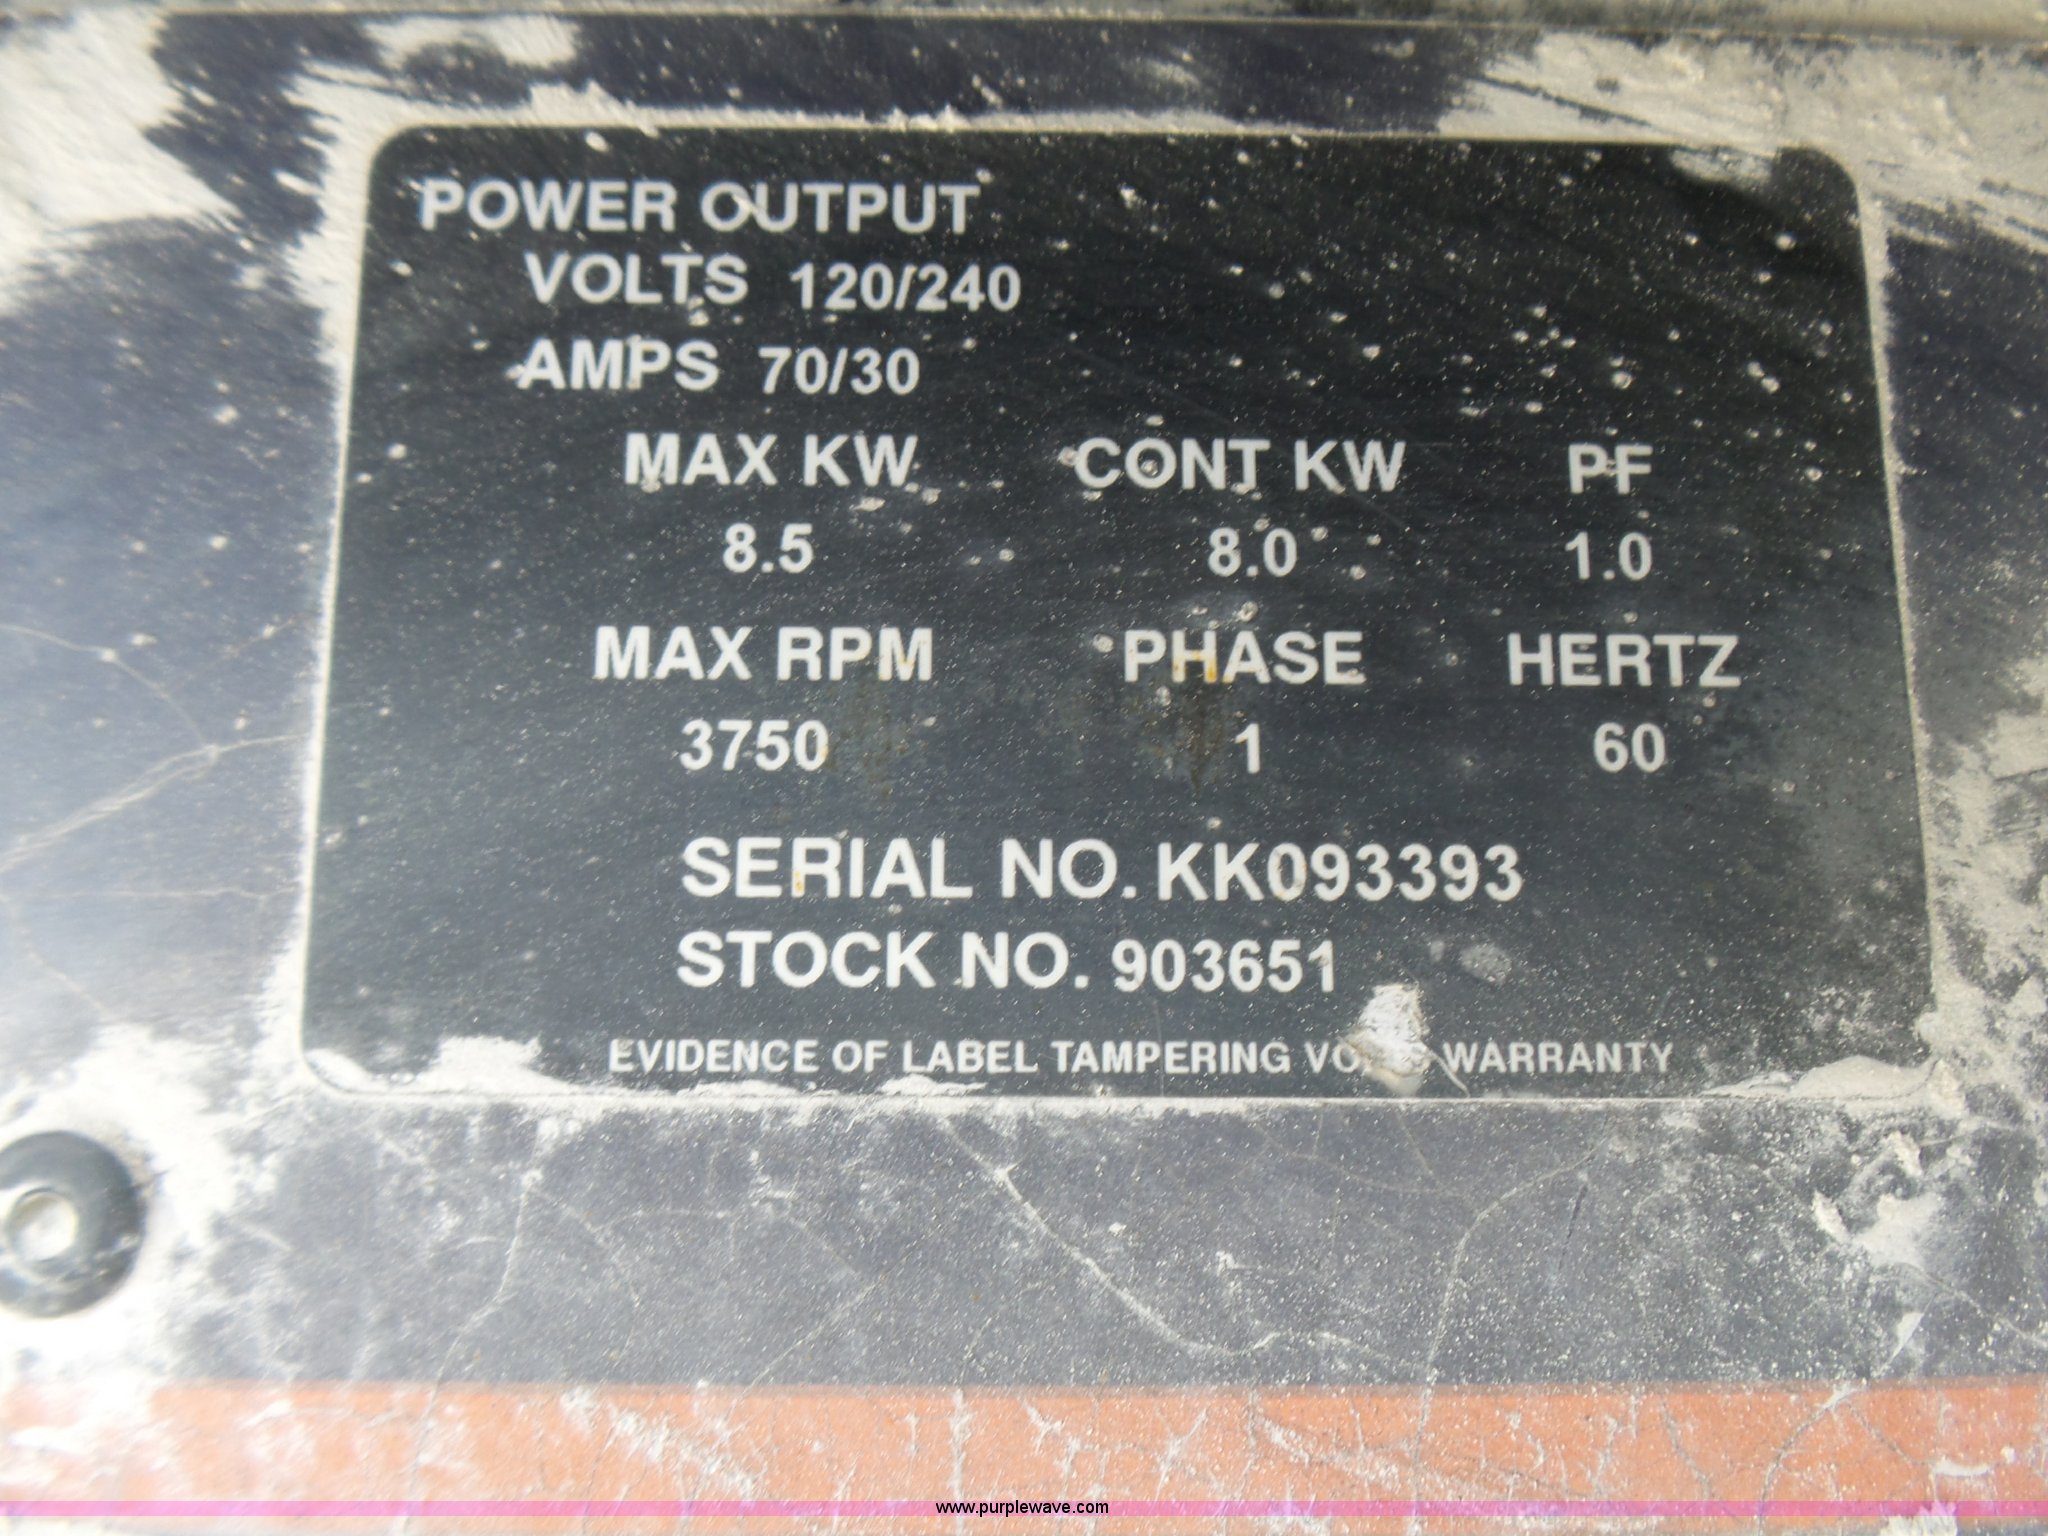 POWER OUTPUT
VOLTS 120/240
AMPS 70/30
MAX KW CONT KW PF
8.5 8.0 1.0
MAX RPM PHASE HERTZ
3750 1 60
SERIAL NO. KK093393
STOCK NO. 903651
EVIDENCE OF LABEL TAMPERING WARRANTY
www.purplewave.com